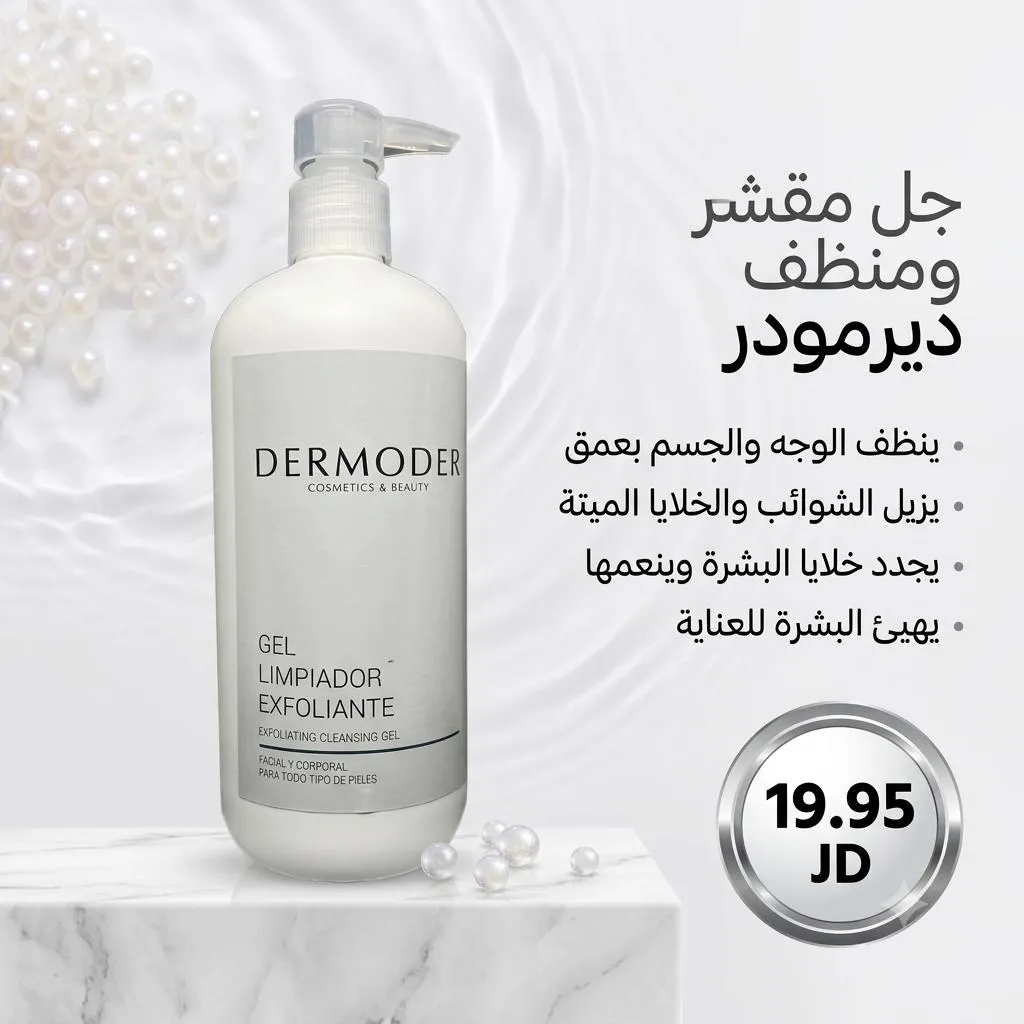 جل مقشر
ومنظف
ديرمودر
ينظف الوجه والجسم بعمق
يزيل الشوائب والخلايا الميتة
يجدد خلايا البشرة وينعمها
يهيئ البشرة للعناية
DERMODER
COSMETICS & BEAUTY
GEL
LIMPIADOR
EXFOLIANTE
EXFOLIATING CLEANSING GEL
FACIAL Y CORPORAL
PARA TODO TIPO DE PIELES
19.95
JD